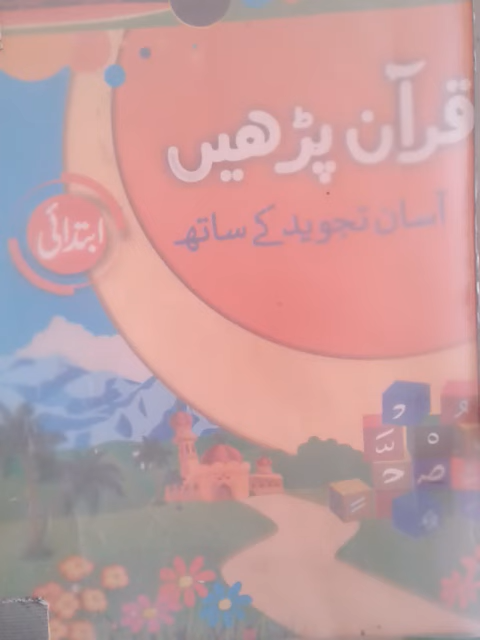 قرآن پڑھیں
آسان تجوید کے ساتھ
ابتدائی